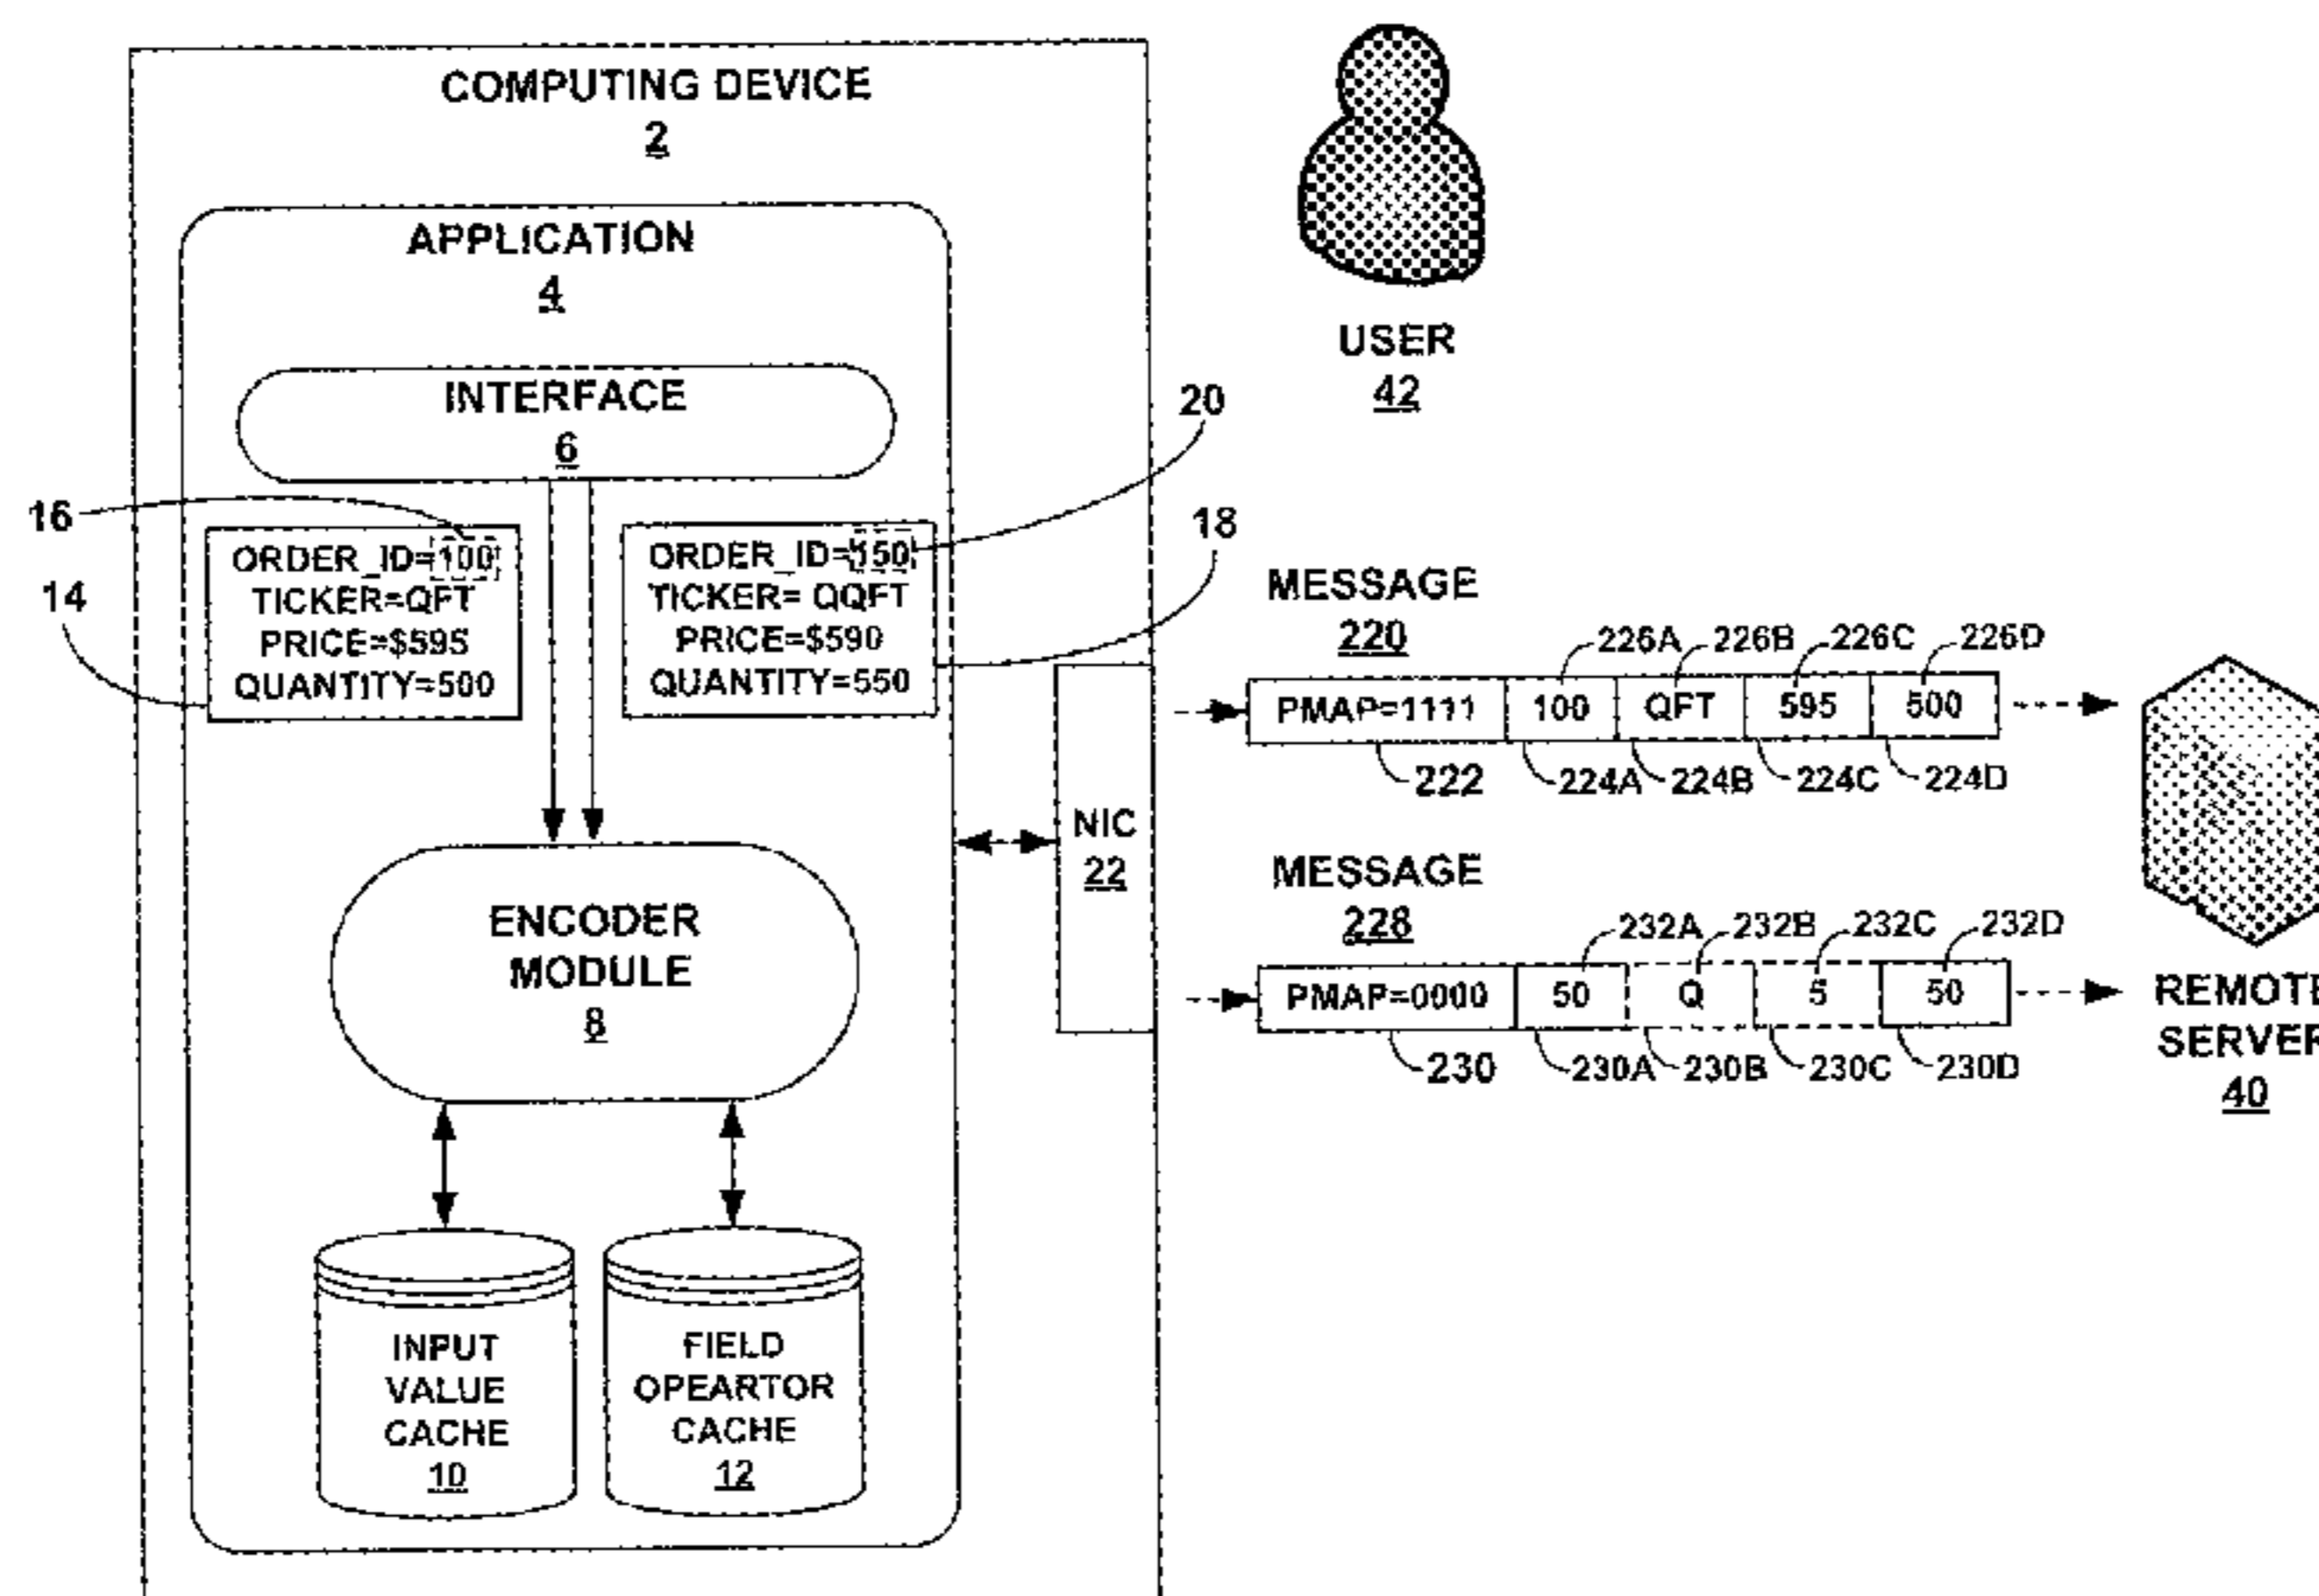 COMPUTING DEVICE
2
APPLICATION
4
INTERFACE
6
16
14
ORDER_ID=100
TICKER=QFT
PRICE=$595
QUANTITY=500
ORDER_ID=150
TICKER= QQFT
PRICE=$590
QUANTITY=550
20
18
ENCODER
MODULE
8
INPUT
VALUE
CACHE
10
FIELD
OPEARTOR
CACHE
12
NIC
22
USER
42
MESSAGE
220
226A 226B 226C 226D
PMAP=1111 100 QFT 595 500
222 224A 224B 224C 224D
MESSAGE
228
232A 232B 232C 232D
PMAP=0000 50 Q 5 50
230 230A 230B 230C 230D
REMOTE
SERVER
40